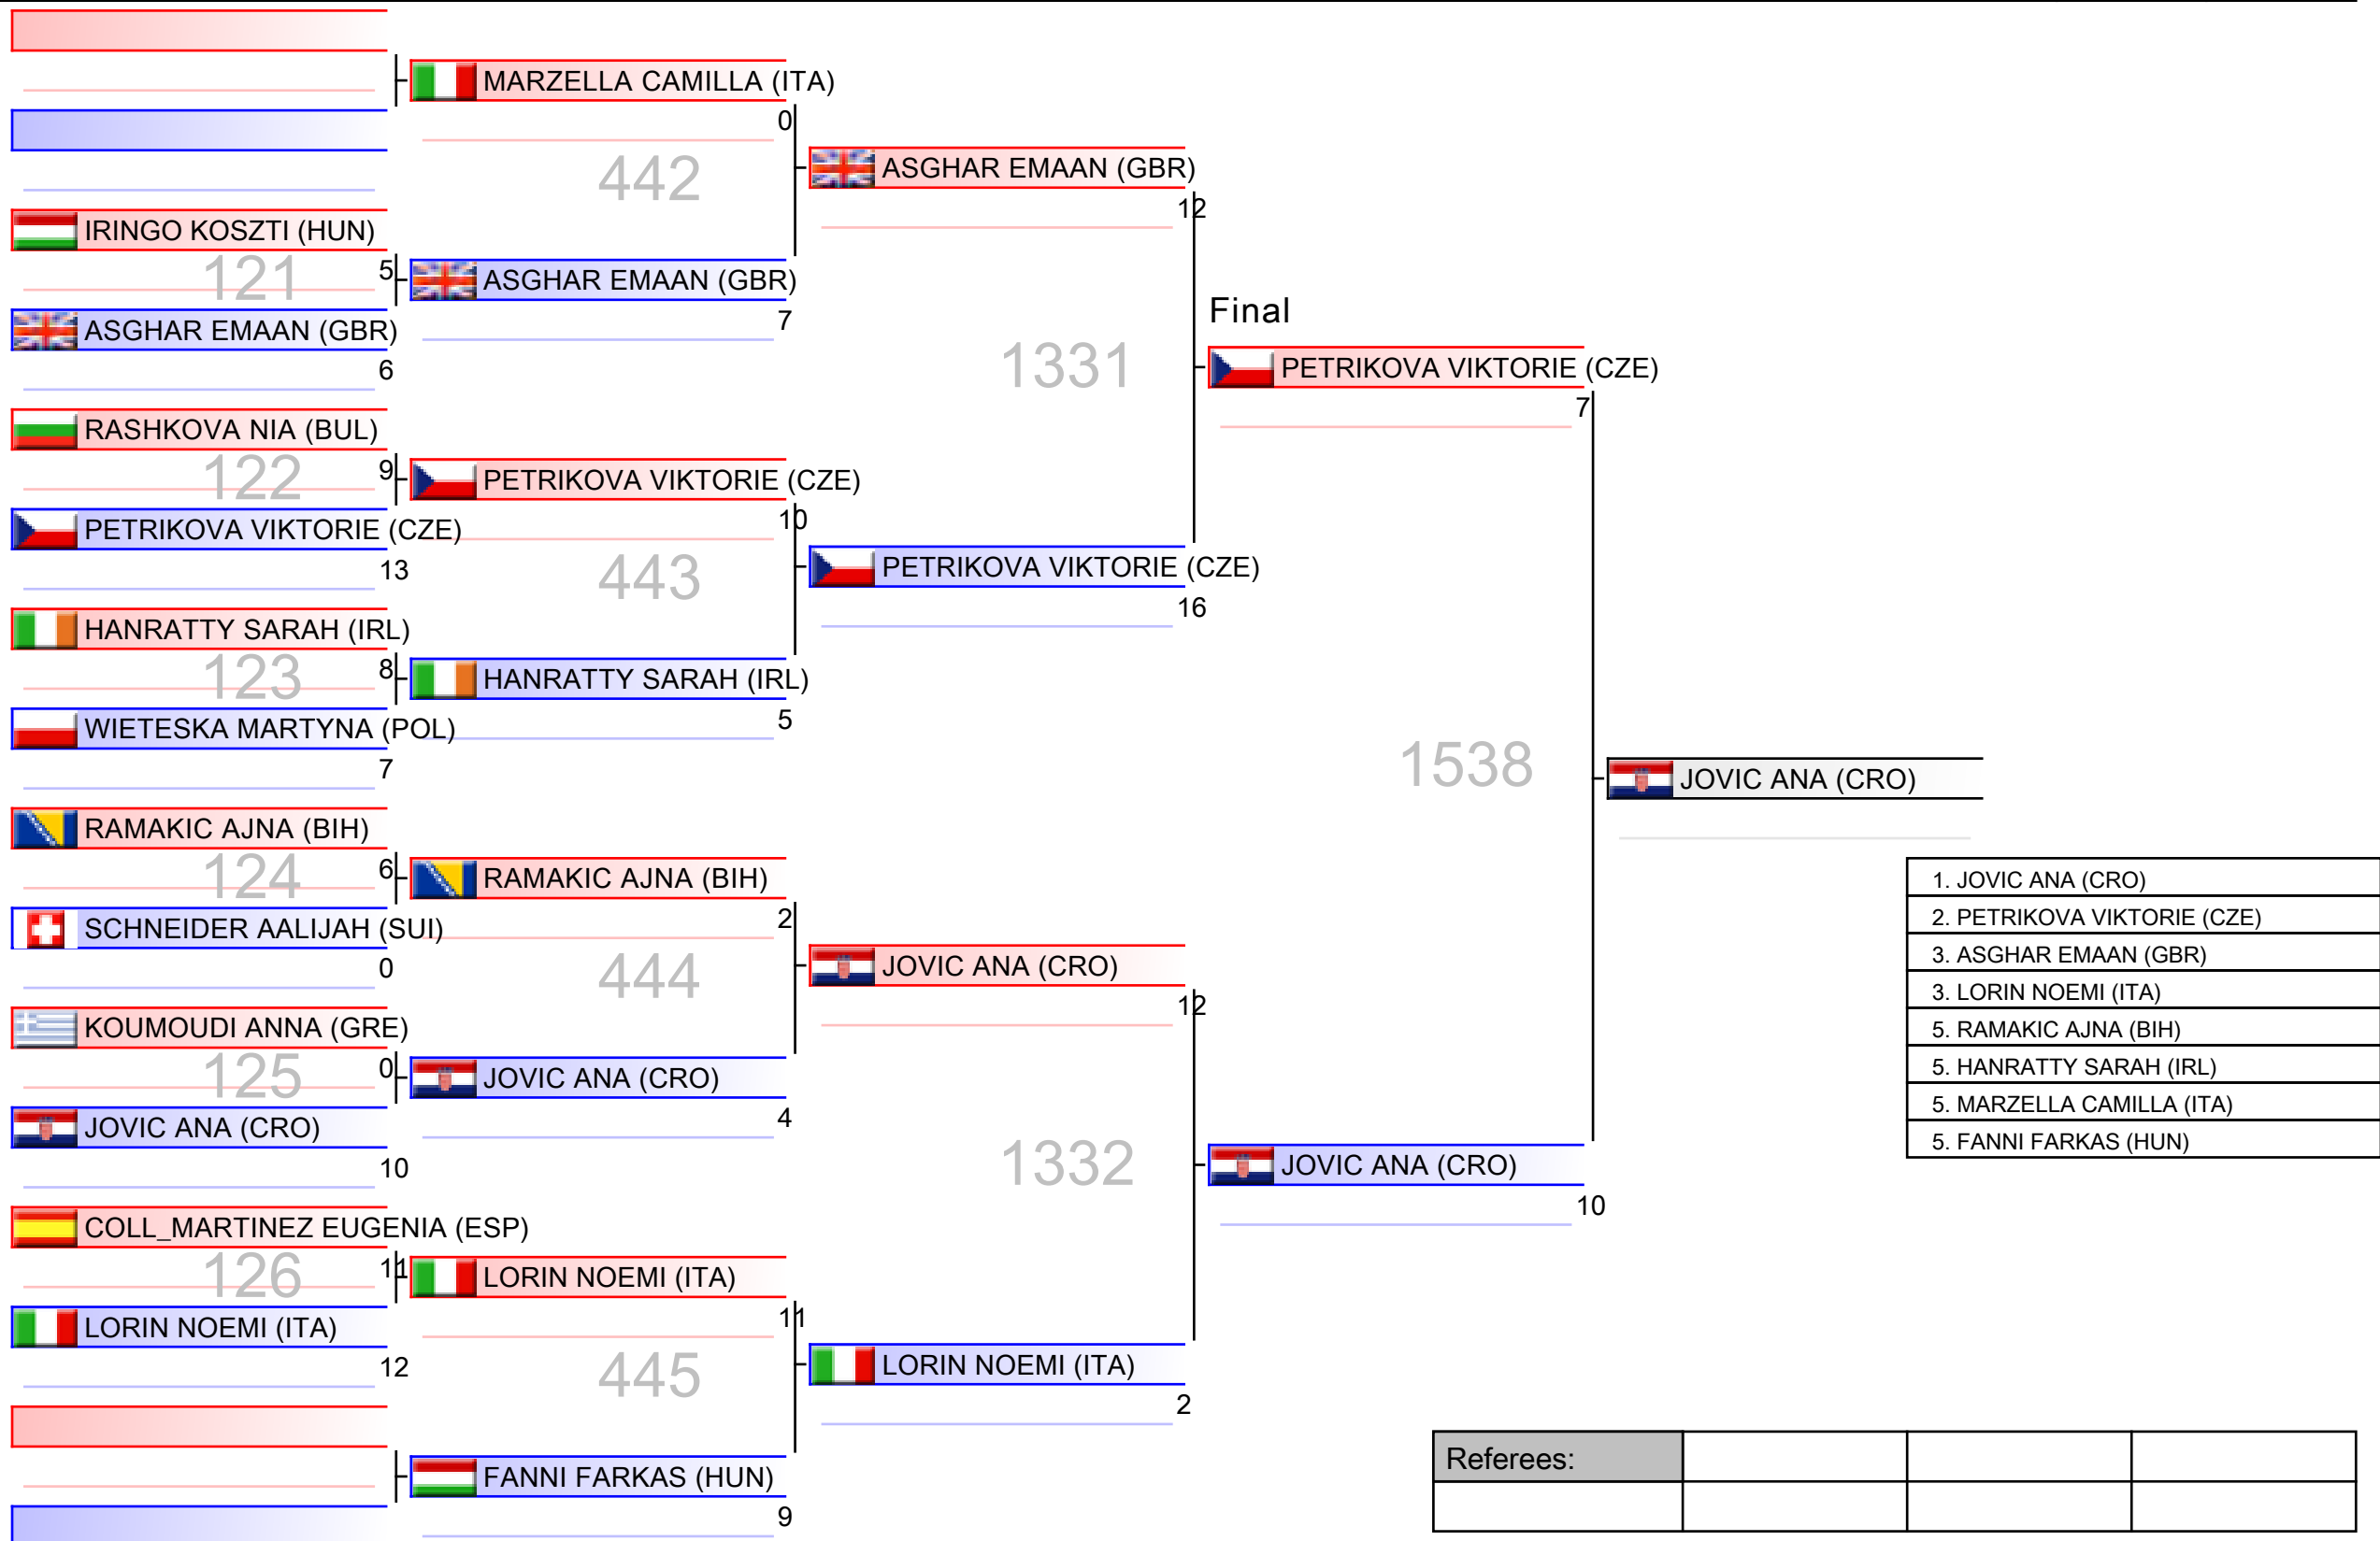 MARZELLA CAMILLA (ITA)
0
442
ASGHAR EMAAN (GBR)
12
IRINGO KOSZTI (HUN)
121
5
ASGHAR EMAAN (GBR)
7
ASGHAR EMAAN (GBR)
6
Final
1331
PETRIKOVA VIKTORIE (CZE)
7
RASHKOVA NIA (BUL)
122
9
PETRIKOVA VIKTORIE (CZE)
10
PETRIKOVA VIKTORIE (CZE)
13
443
PETRIKOVA VIKTORIE (CZE)
16
HANRATTY SARAH (IRL)
123
8
HANRATTY SARAH (IRL)
5
WIETESKA MARTYNA (POL)
7
1538
JOVIC ANA (CRO)
RAMAKIC AJNA (BIH)
124
6
RAMAKIC AJNA (BIH)
2
SCHNEIDER AALIJAH (SUI)
0
444
JOVIC ANA (CRO)
12
KOUMOUDI ANNA (GRE)
125
0
JOVIC ANA (CRO)
4
JOVIC ANA (CRO)
10
1332
JOVIC ANA (CRO)
10
COLL_MARTINEZ EUGENIA (ESP)
126
11
LORIN NOEMI (ITA)
11
LORIN NOEMI (ITA)
12
445
LORIN NOEMI (ITA)
2
FANNI FARKAS (HUN)
9
1. JOVIC ANA (CRO)
2. PETRIKOVA VIKTORIE (CZE)
3. ASGHAR EMAAN (GBR)
3. LORIN NOEMI (ITA)
5. RAMAKIC AJNA (BIH)
5. HANRATTY SARAH (IRL)
5. MARZELLA CAMILLA (ITA)
5. FANNI FARKAS (HUN)
Referees: